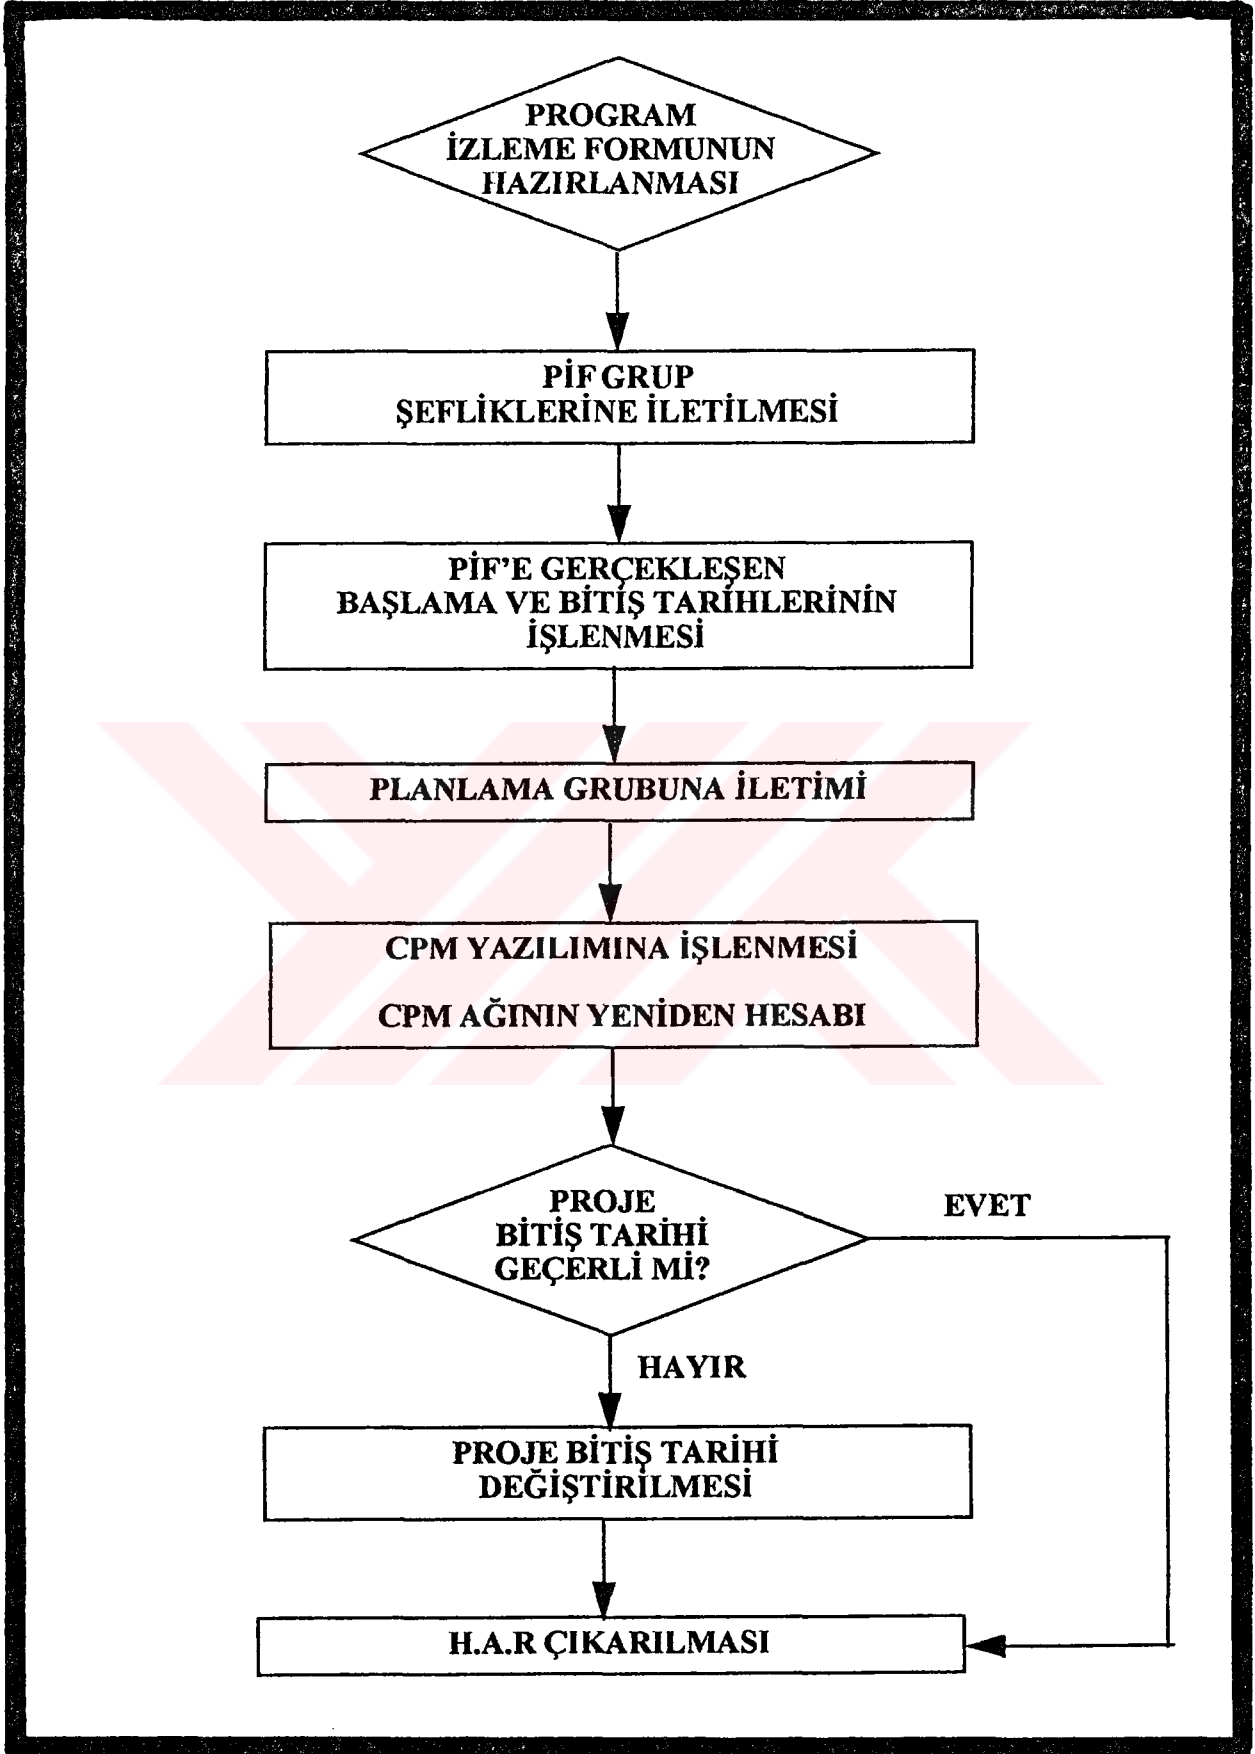 PROGRAM
İZLEME FORMUNUN
HAZIRLANMASI
PİF GRUP
ŞEFLİKLERİNE İLETİLMESİ
PİF'E GERÇEKLEŞEN
BAŞLAMA VE BİTİŞ TARİHLERİNİN
İŞLENMESİ
PLANLAMA GRUBUNA İLETİMİ
CPM YAZILIMINA İŞLENMESİ
CPM AĞININ YENİDEN HESABI
PROJE
BİTİŞ TARİHİ
GEÇERLİ Mİ?
EVET
HAYIR
PROJE BİTİŞ TARİHİ
DEĞİŞTİRİLMESİ
H.A.R ÇIKARILMASI